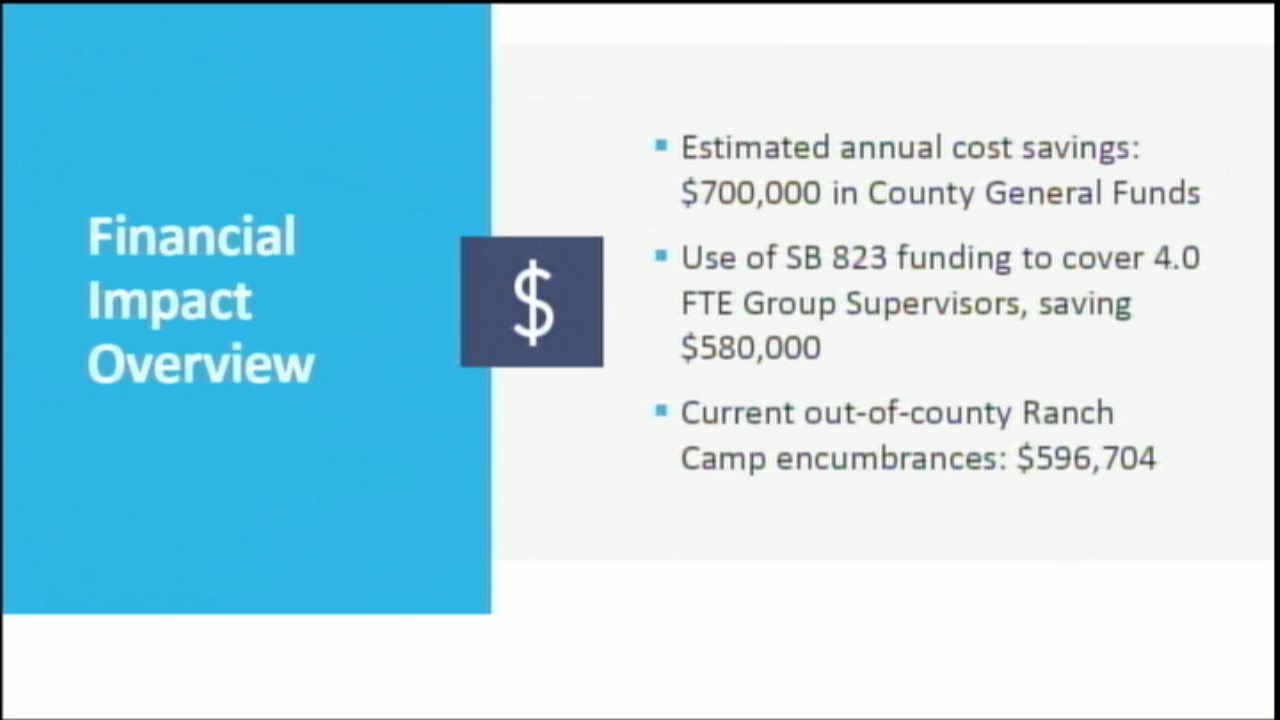 Financial
Impact
Overview
$
Estimated annual cost savings:
$700,000 in County General Funds
Use of SB 823 funding to cover 4.0
FTE Group Supervisors, saving
$580,000
Current out-of-county Ranch
Camp encumbrances: $596,704